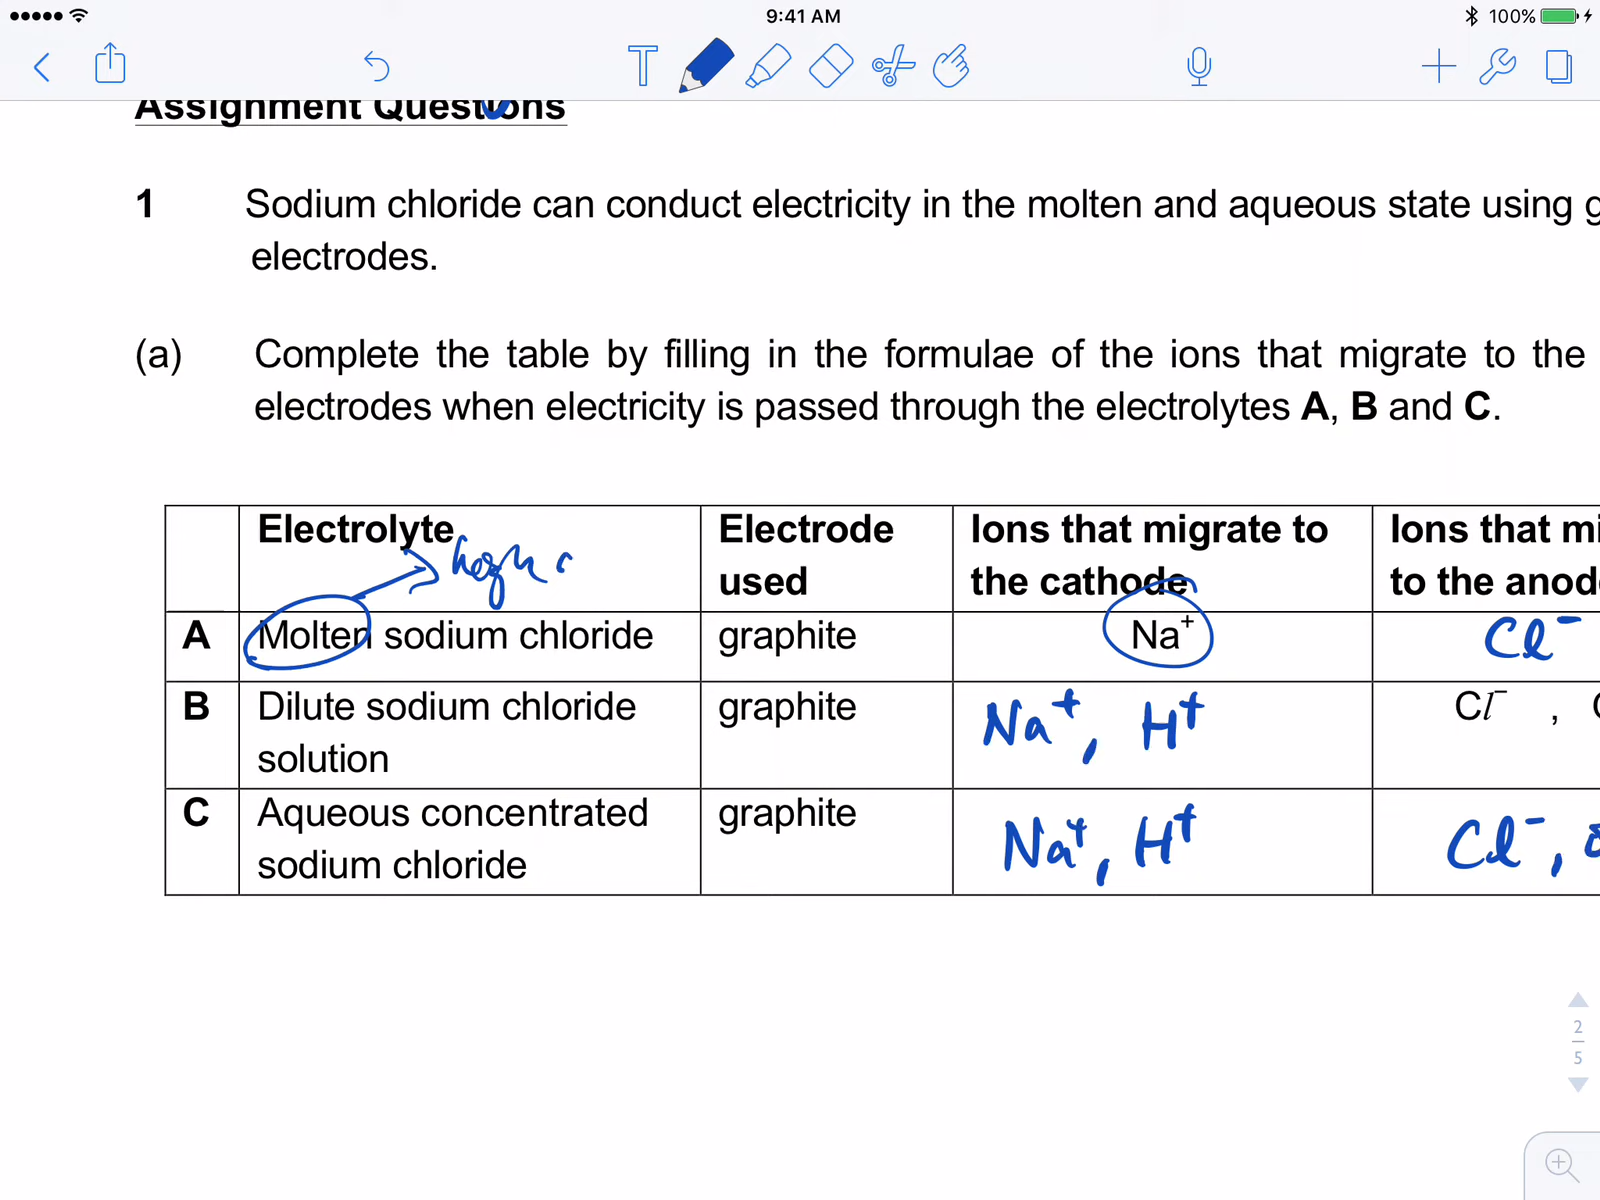 9:41 AM
100%
T
Assignment Questions
1 Sodium chloride can conduct electricity in the molten and aqueous state using
electrodes.
(a) Complete the table by filling in the formulae of the ions that migrate to the
electrodes when electricity is passed through the electrolytes A, B and C.
Electrolyte Electrode used Ions that migrate to the cathode Ions that mi to the anod
A Molten sodium chloride graphite Na⁺ Cl⁻
B Dilute sodium chloride solution graphite Na⁺, H⁺ Cl⁻ ,
C Aqueous concentrated sodium chloride graphite Na⁺, H⁺ Cl⁻,
2
5